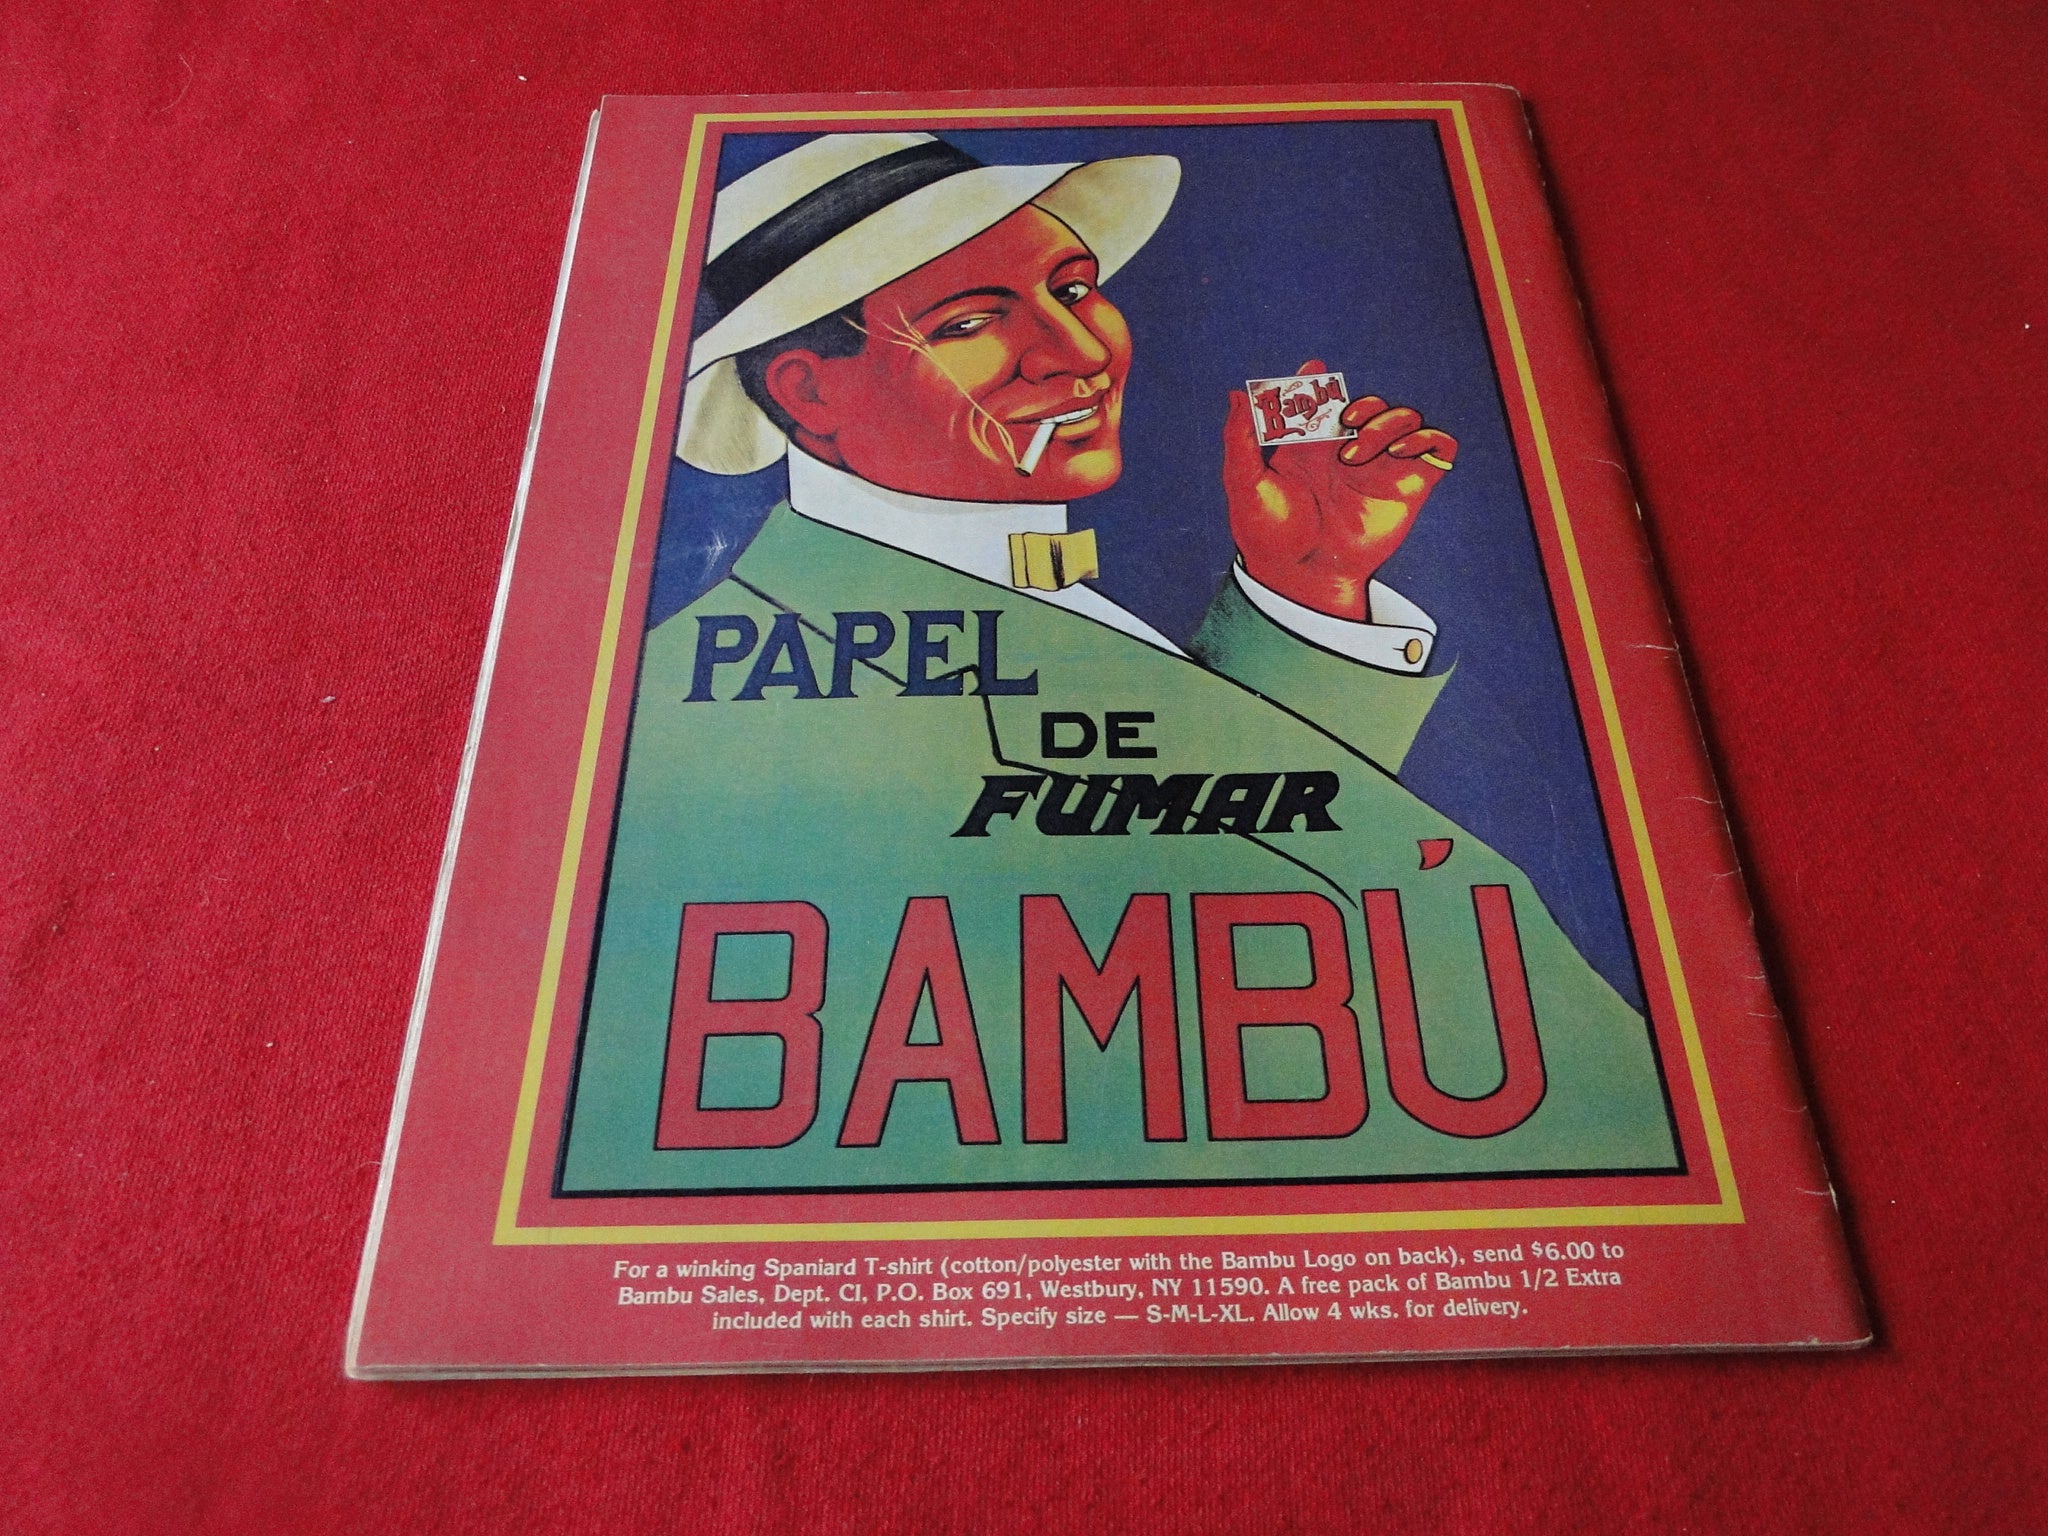 Bambú
PAPEL
DE
FUMAR
BAMBÚ
For a winking Spaniard T-shirt (cotton/polyester with the Bambu Logo on back), send $6.00 to
Bambu Sales, Dept. CI, P.O. Box 691, Westbury, NY 11590. A free pack of Bambu 1/2 Extra
included with each shirt. Specify size — S-M-L-XL. Allow 4 wks. for delivery.